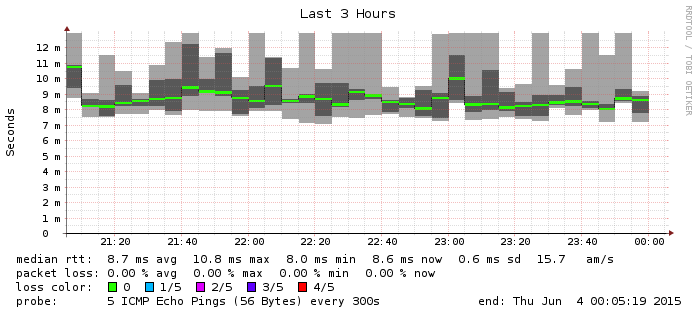 Last 3 Hours
RRDTOOL / TOBI OETIKER
Seconds
12 m
11 m
10 m
9 m
8 m
7 m
6 m
5 m
4 m
3 m
2 m
1 m
0
21:20 21:40 22:00 22:20 22:40 23:00 23:20 23:40 00:00
median rtt: 8.7 ms avg 10.8 ms max 8.0 ms min 8.6 ms now 0.6 ms sd 15.7 am/s
packet loss: 0.00 % avg 0.00 % max 0.00 % min 0.00 % now
loss color: 0 1/5 2/5 3/5 4/5
probe: 5 ICMP Echo Pings (56 Bytes) every 300s end: Thu Jun 4 00:05:19 2015